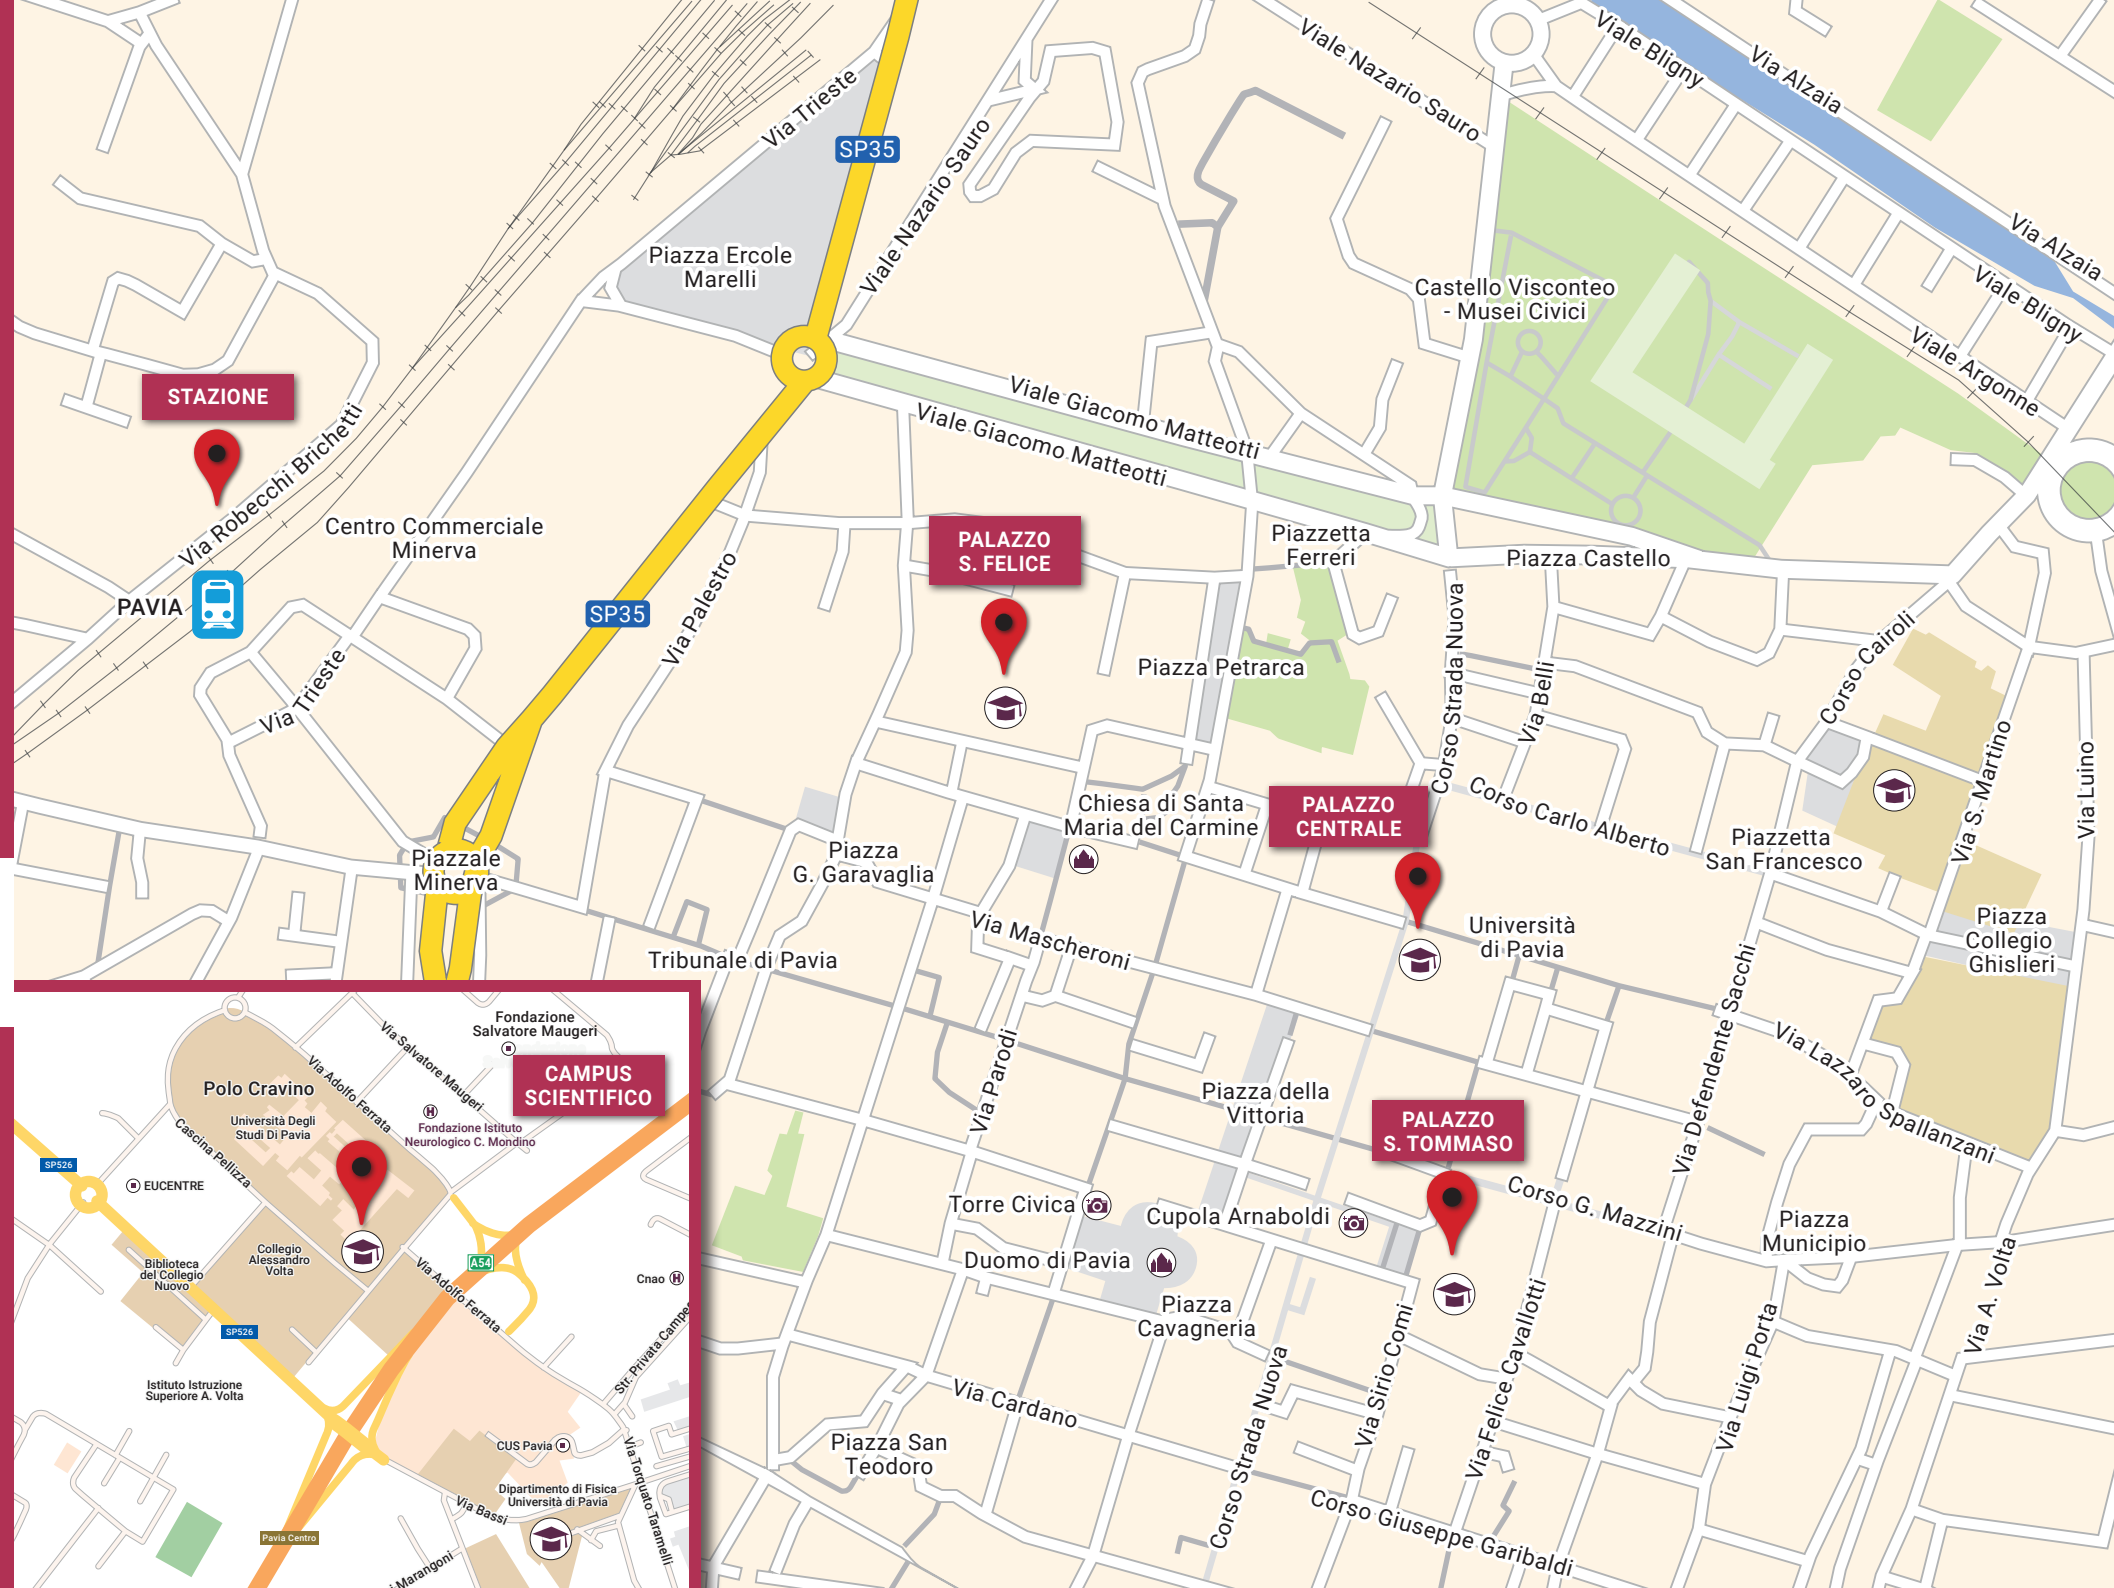 Viale Nazario Sauro
Viale Bligny
Via Alzaia
Via Trieste
SP35
Viale Nazario Sauro
Via Alzaia
Piazza Ercole
Marelli
Castello Visconteo
- Musei Civici
Viale Bligny
Viale Argonne
STAZIONE
Viale Giacomo Matteotti
Viale Giacomo Matteotti
Via Robecchi Brichetti
Centro Commerciale
Minerva
PALAZZO
S. FELICE
Piazzetta
Ferreri
Piazza Castello
PAVIA
SP35
Via Palestro
Piazza Petrarca
Corso Strada Nuova
Via Belli
Corso Cairoli
Via Trieste
Via S. Martino
Via Luino
Chiesa di Santa
Maria del Carmine
PALAZZO
CENTRALE
Corso Carlo Alberto
Piazzetta
San Francesco
Piazzale
Minerva
Piazza
G. Garavaglia
Via Mascheroni
Università
di Pavia
Piazza
Collegio
Ghislieri
Tribunale di Pavia
Via Defendente Sacchi
Via Lazzaro Spallanzani
Via Parodi
Piazza della
Vittoria
PALAZZO
S. TOMMASO
Torre Civica
Cupola Arnaboldi
Corso G. Mazzini
Piazza
Municipio
Duomo di Pavia
Piazza
Cavagneria
Via A. Volta
Via Cardano
Corso Strada Nuova
Via Sirio Comi
Via Felice Cavallotti
Via Luigi Porta
Piazza San
Teodoro
Corso Giuseppe Garibaldi
Fondazione
Salvatore Maugeri
Via Salvatore Maugeri
CAMPUS
SCIENTIFICO
Via Adolfo Ferrata
Polo Cravino
Università Degli
Studi Di Pavia
H
Fondazione Istituto
Neurologico C. Mondino
Cascina Pellizza
SP526
EUCENTRE
Collegio
Alessandro
Volta
Biblioteca
del Collegio
Nuovo
A54
Via Adolfo Ferrata
Cnao
H
SP526
Str. Privata Campe
Istituto Istruzione
Superiore A. Volta
CUS Pavia
Via Torquato Taramelli
Dipartimento di Fisica
Università di Pavia
Via Bassi
Pavia Centro
i Marangoni